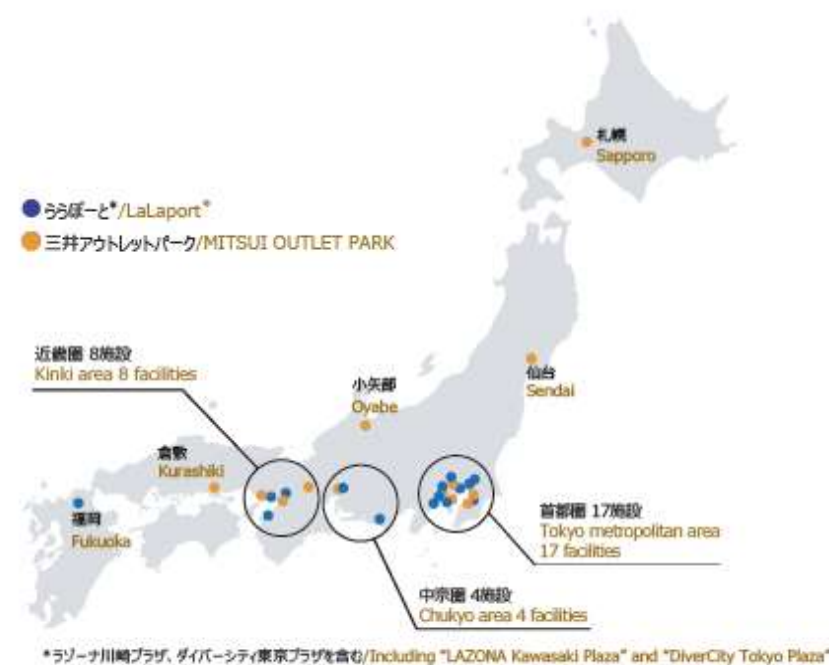 札幌
Sapporo
ららぽーと*/LaLaport*
三井アウトレットパーク/MITSUI OUTLET PARK
近畿圏 8施設
Kinki area 8 facilities
小矢部
Oyabe
仙台
Sendai
倉敷
Kurashiki
福岡
Fukuoka
首都圏 17施設
Tokyo metropolitan area
17 facilities
中京圏 4施設
Chukyo area 4 facilities
*ラゾーナ川崎プラザ、ダイバーシティ東京プラザを含む/Including "LAZONA Kawasaki Plaza" and "DiverCity Tokyo Plaza"